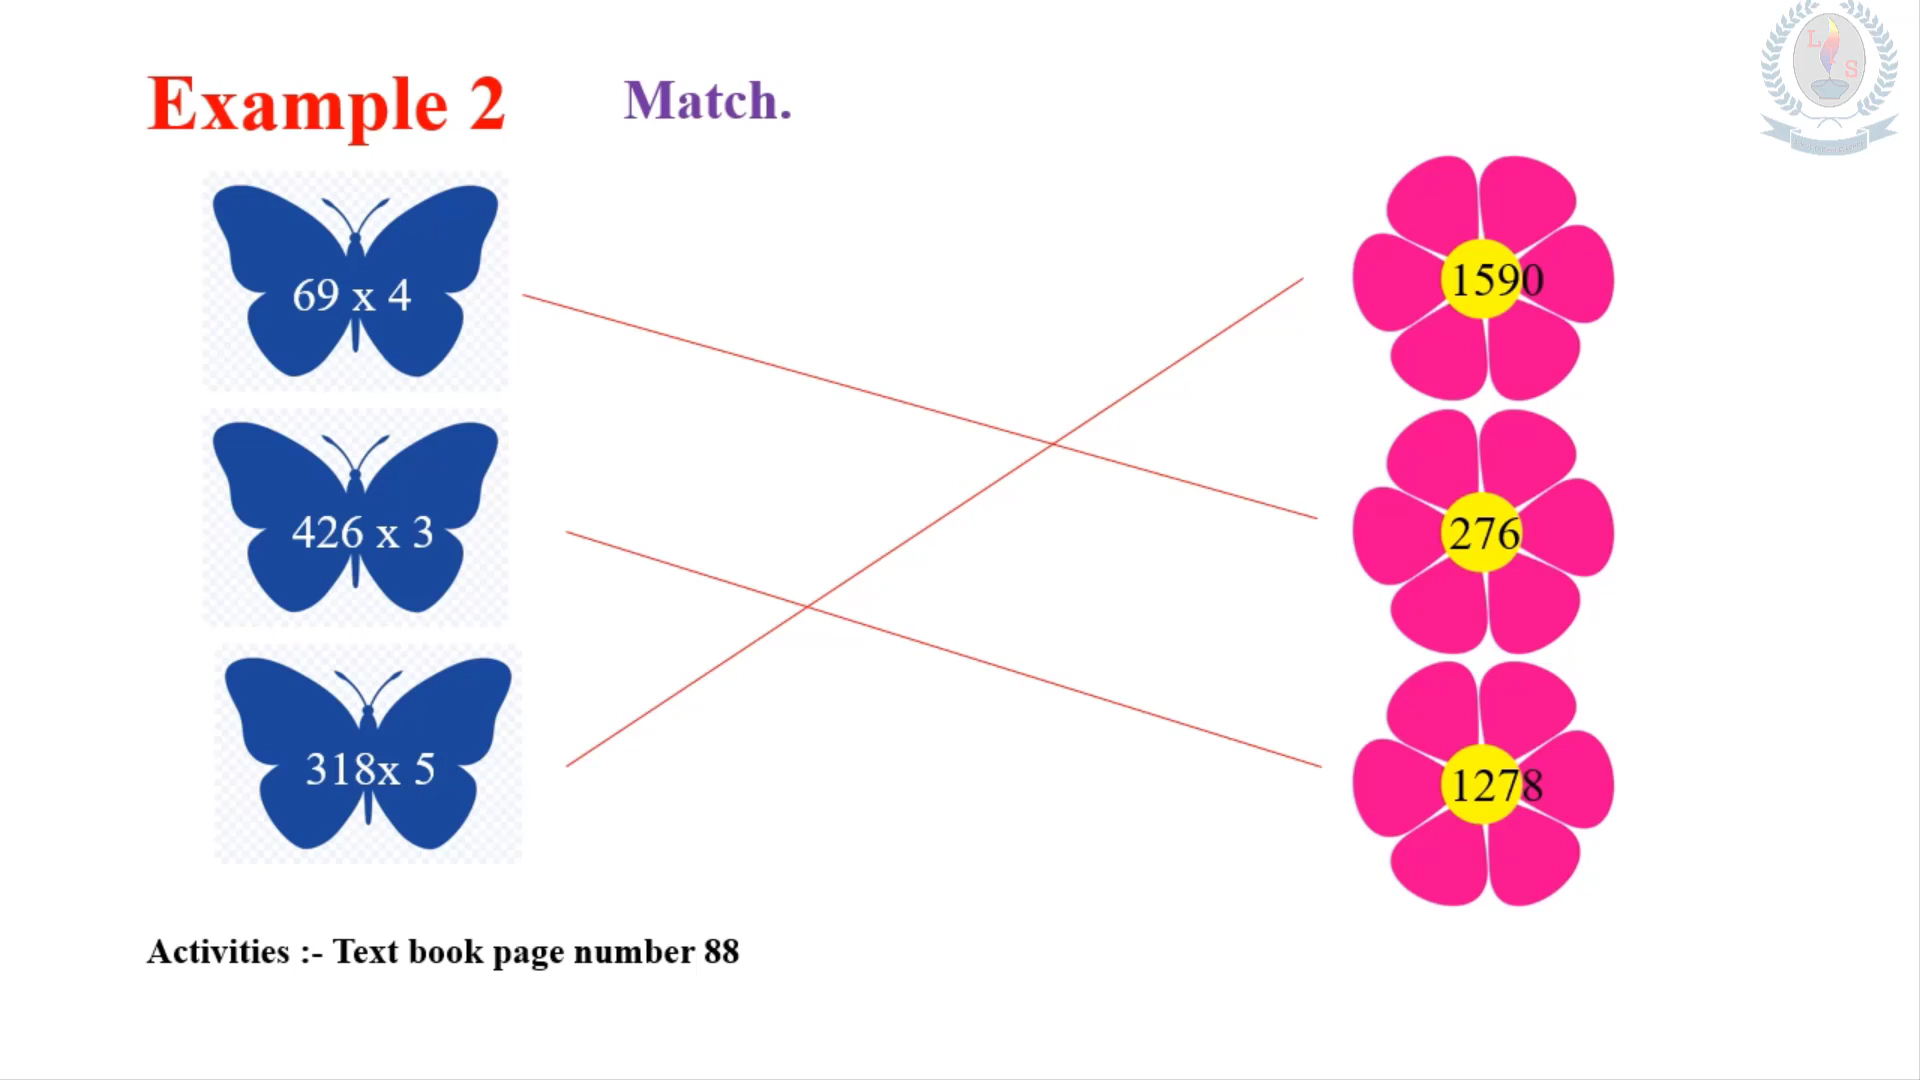 Example 2 Match.
69 x 4
1590
426 x 3
276
318x 5
1278
Activities :- Text book page number 88
L
S